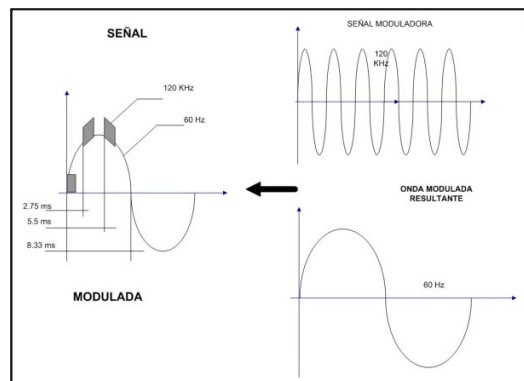 SEÑAL
120 KHz
60 Hz
2.75 ms
5.5 ms
8.33 ms
MODULADA
SEÑAL MODULADORA
120
KHz
ONDA MODULADA
RESULTANTE
60 Hz